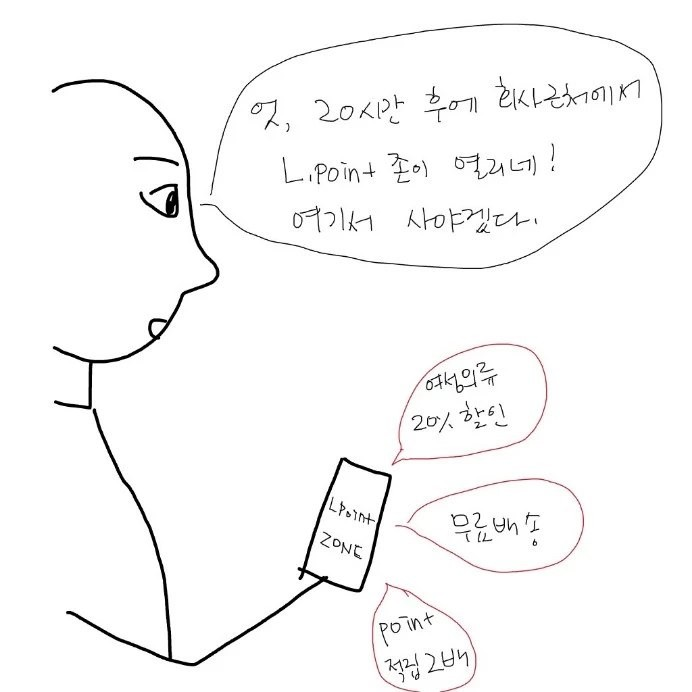 엇, 20시간 후에 회사근처에서
L.point 존이 열리네!
여기서 사야겠다.
여성의류
20% 할인
L.point
ZONE
무료배송
point
적립 2배